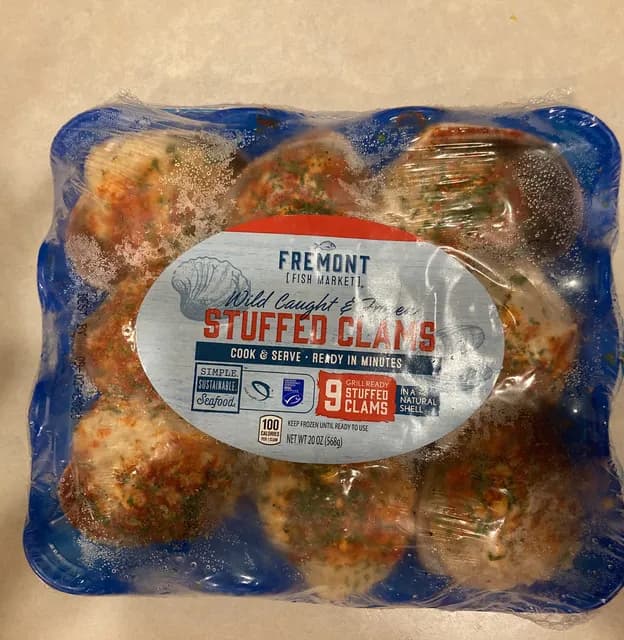 FREMONT
[FISH MARKET]
Wild Caught & Frozen
STUFFED CLAMS
COOK & SERVE · READY IN MINUTES
SIMPLE.
SUSTAINABLE.
Seafood.
9
GRILL READY
STUFFED
CLAMS
IN A
NATURAL
SHELL
100
CALORIES
PER 1 CLAM
KEEP FROZEN UNTIL READY TO USE
NET WT 20 OZ (568g)